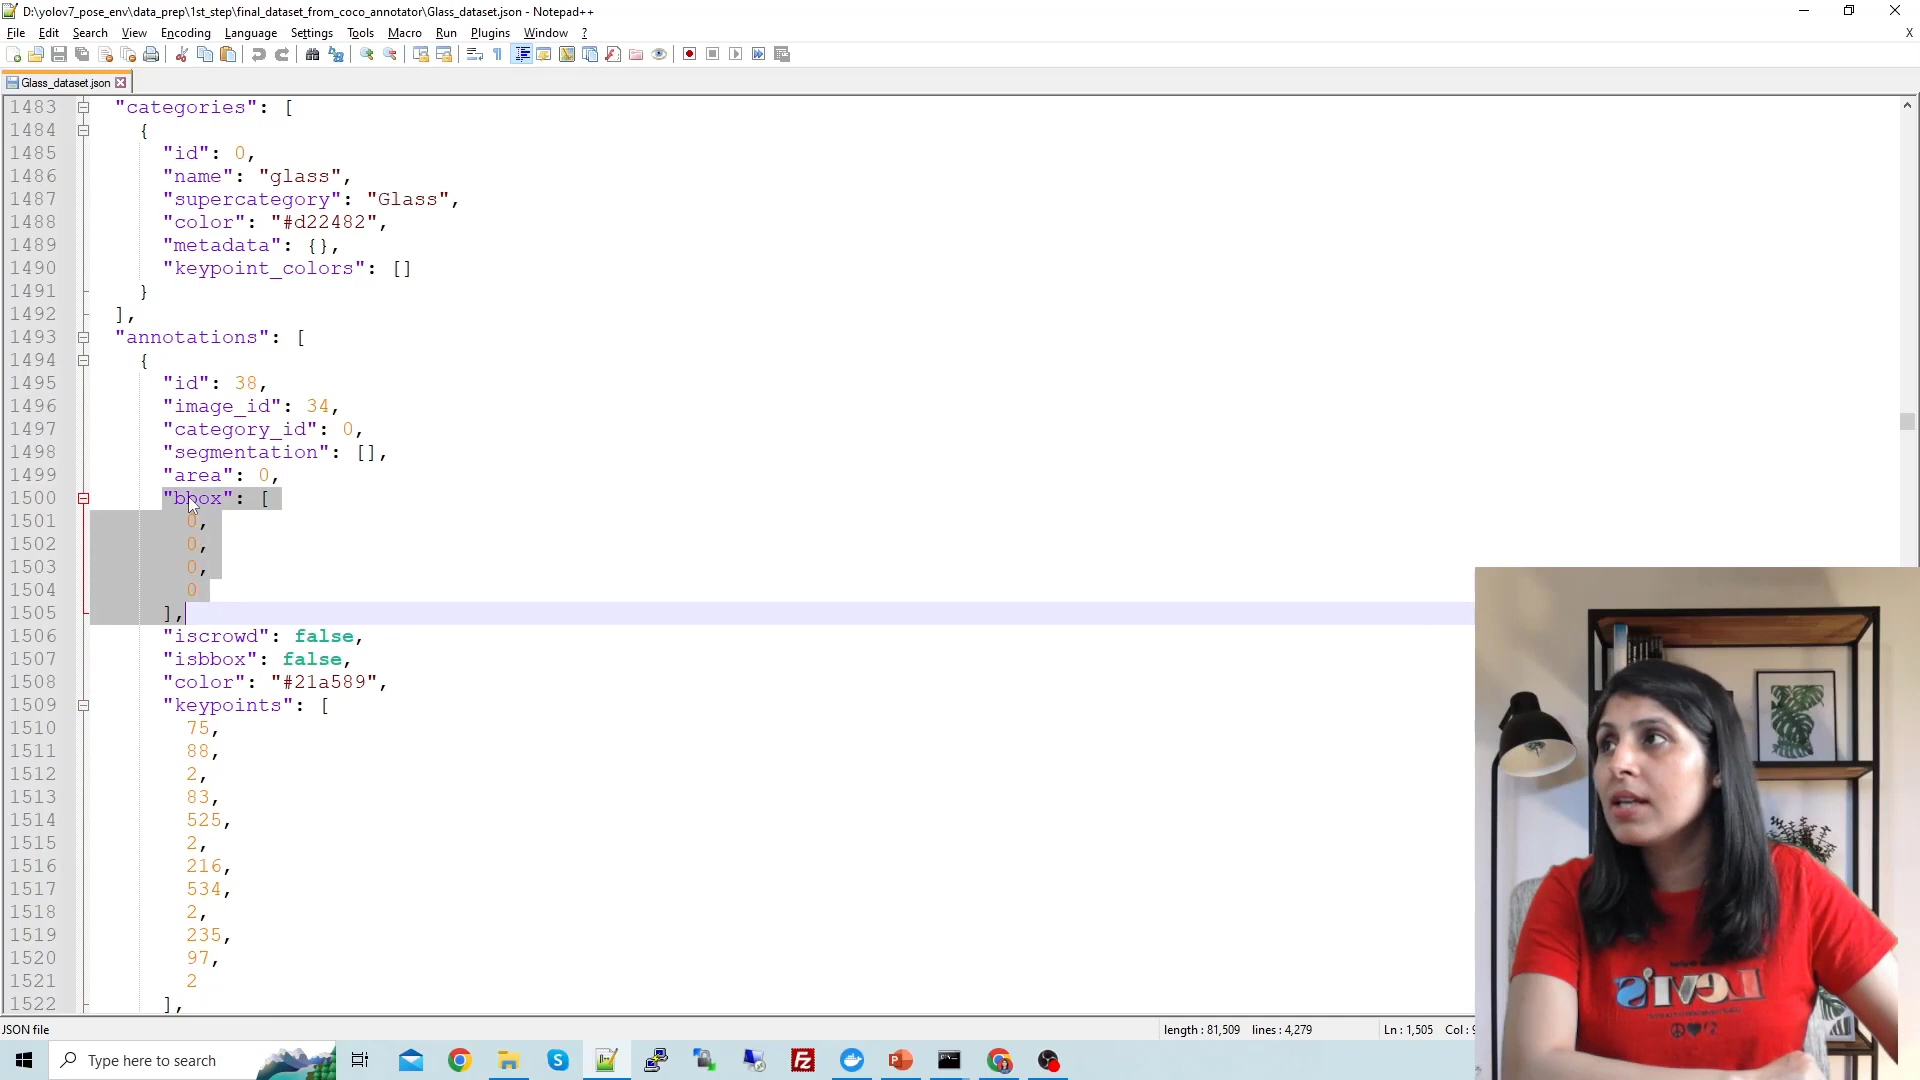 D:\yolov7_pose_env\data_prep\1st_step\final_dataset_from_coco_annotator\Glass_dataset.json - Notepad++
File Edit Search View Encoding Language Settings Tools Macro Run Plugins Window ? X
Glass_dataset.json
1483 "categories": [
1484 {
1485 "id": 0,
1486 "name": "glass",
1487 "supercategory": "Glass",
1488 "color": "#d22482",
1489 "metadata": {},
1490 "keypoint_colors": []
1491 }
1492 ],
1493 "annotations": [
1494 {
1495 "id": 38,
1496 "image_id": 34,
1497 "category_id": 0,
1498 "segmentation": [],
1499 "area": 0,
1500 "bbox": [
1501 0,
1502 0,
1503 0,
1504 0
1505 ],
1506 "iscrowd": false,
1507 "isbbox": false,
1508 "color": "#21a589",
1509 "keypoints": [
1510 75,
1511 88,
1512 2,
1513 83,
1514 525,
1515 2,
1516 216,
1517 534,
1518 2,
1519 235,
1520 97,
1521 2
1522 ],
Levi's
JSON file length : 81,509 lines : 4,279 Ln : 1,505 Col :
Type here to search